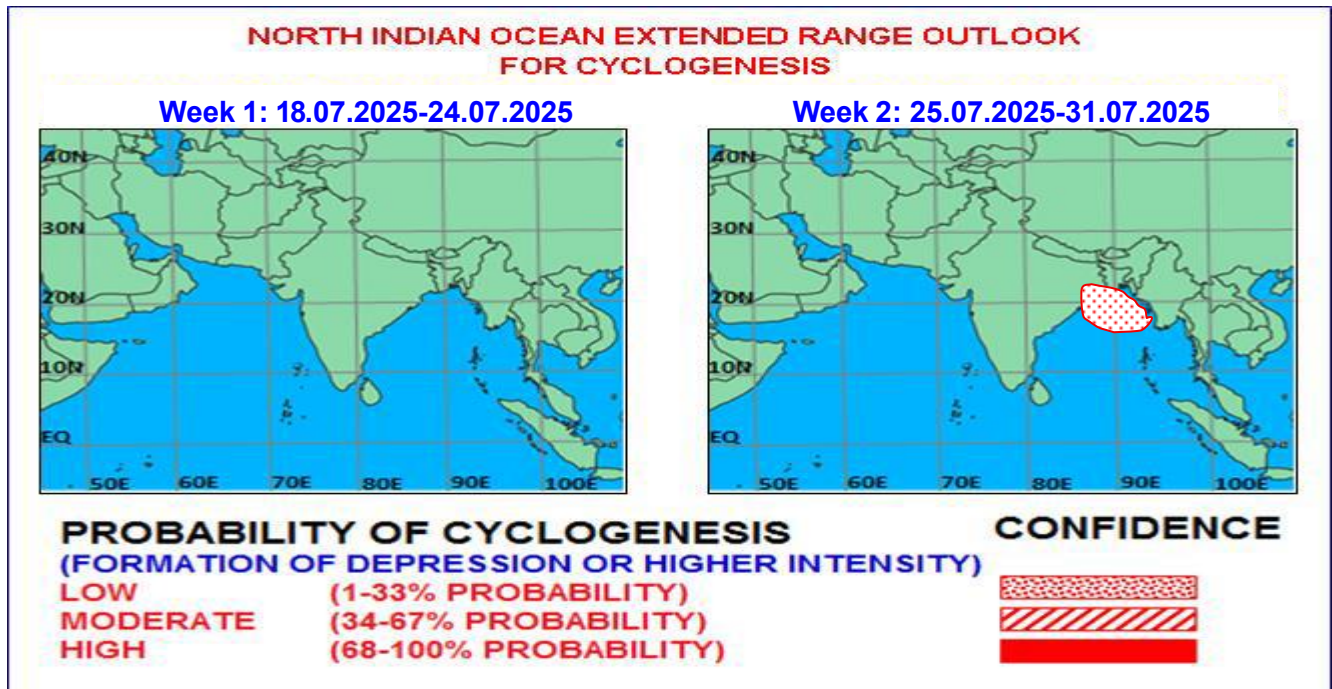 NORTH INDIAN OCEAN EXTENDED RANGE OUTLOOK
FOR CYCLOGENESIS
Week 1: 18.07.2025-24.07.2025
40N
30N
20N
10N
EQ
50E 60E 70E 80E 90E 100E
Week 2: 25.07.2025-31.07.2025
40N
30N
20N
10N
EQ
50E 60E 70E 80E 90E 100E
PROBABILITY OF CYCLOGENESIS CONFIDENCE
(FORMATION OF DEPRESSION OR HIGHER INTENSITY)
LOW (1-33% PROBABILITY)
MODERATE (34-67% PROBABILITY)
HIGH (68-100% PROBABILITY)